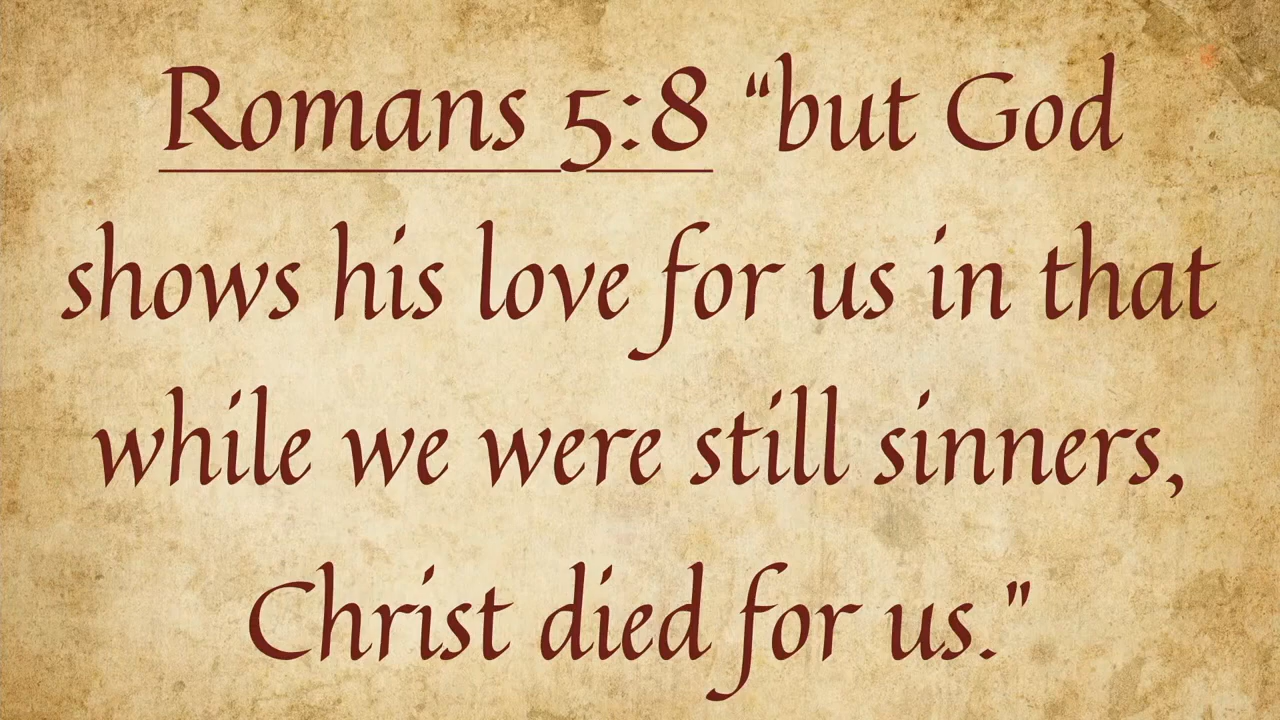 Romans 5:8 “but God
shows his love for us in that
while we were still sinners,
Christ died for us.”